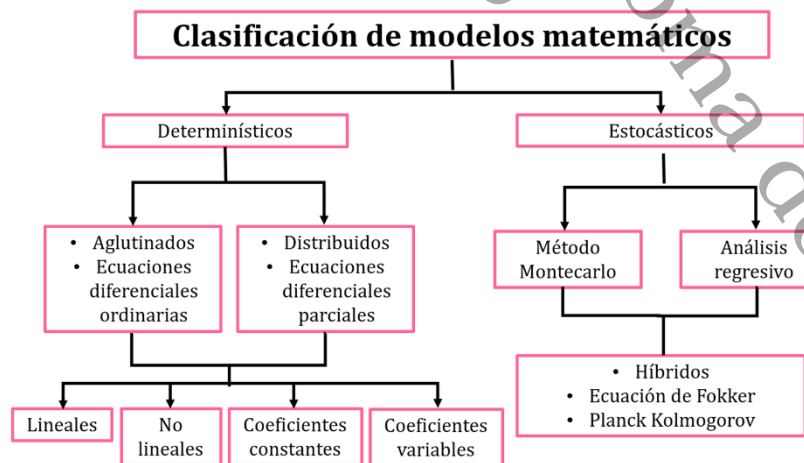 Clasificación de modelos matemáticos
Determinísticos
Estocásticos
• Aglutinados
• Ecuaciones
diferenciales
ordinarias
• Distribuidos
• Ecuaciones
diferenciales
parciales
Método
Montecarlo
Análisis
regresivo
Lineales
No
lineales
Coeficientes
constantes
Coeficientes
variables
• Híbridos
• Ecuación de Fokker
• Planck Kolmogorov